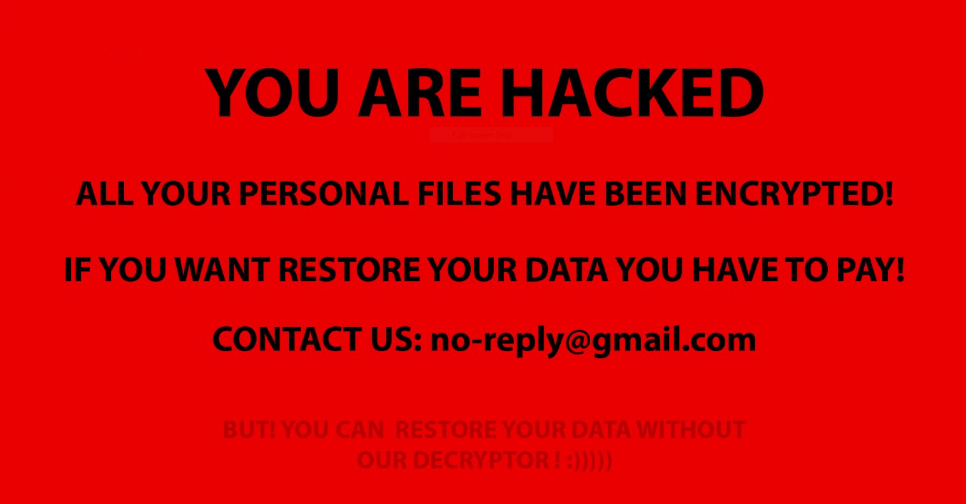 YOU ARE HACKED
ALL YOUR PERSONAL FILES HAVE BEEN ENCRYPTED!
IF YOU WANT RESTORE YOUR DATA YOU HAVE TO PAY!
CONTACT US: no-reply@gmail.com
BUT! YOU CAN  RESTORE YOUR DATA WITHOUT
OUR DECRYPTOR ! :)))))